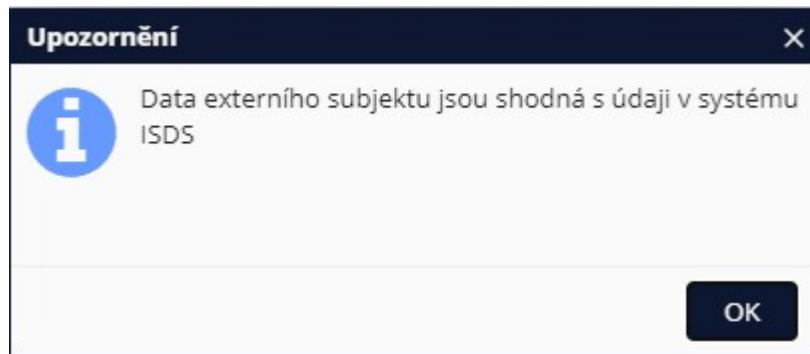 Upozornění
Data externího subjektu jsou shodná s údaji v systému
ISDS
OK